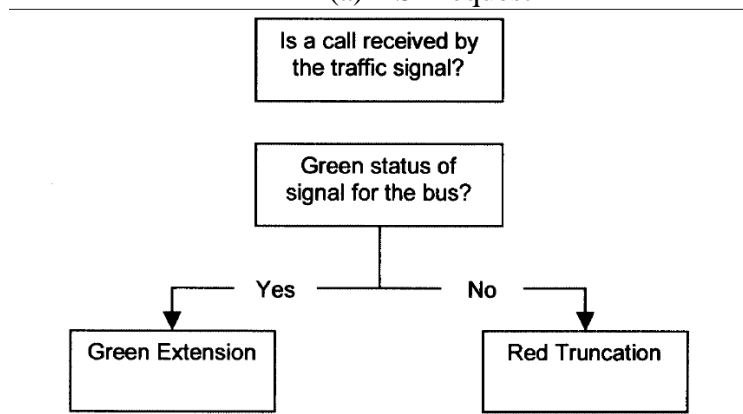 Is a call received by
the traffic signal?
Green status of
signal for the bus?
Yes No
Green Extension Red Truncation